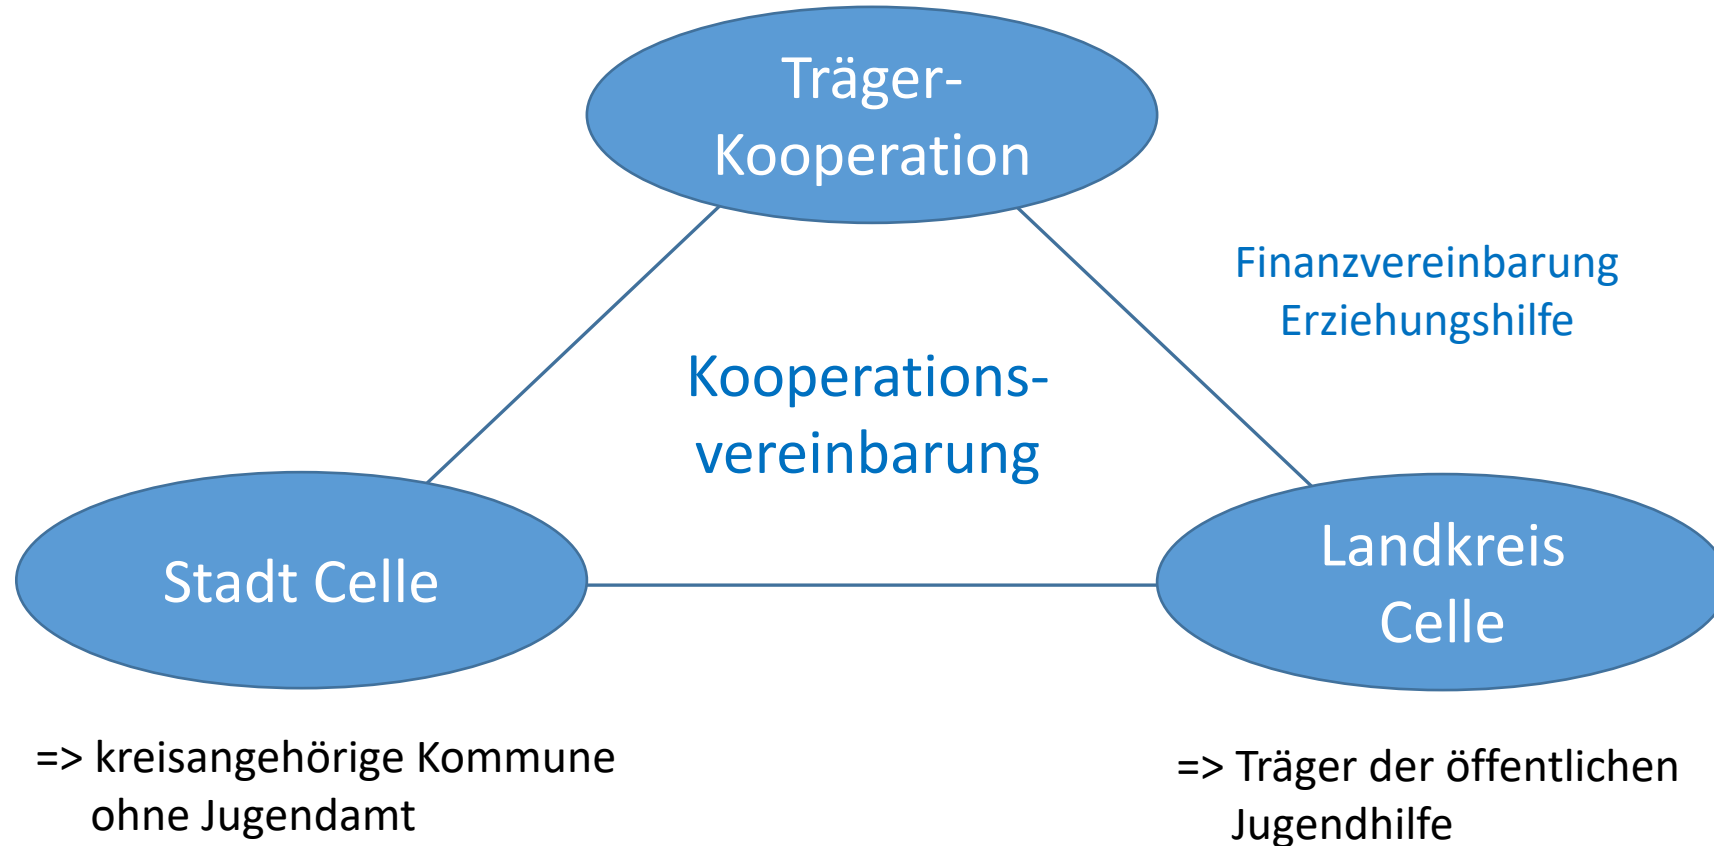 Träger-
Kooperation
Finanzvereinbarung
Erziehungshilfe
Kooperations-
vereinbarung
Stadt Celle
Landkreis
Celle
=> kreisangehörige Kommune
ohne Jugendamt
=> Träger der öffentlichen
Jugendhilfe